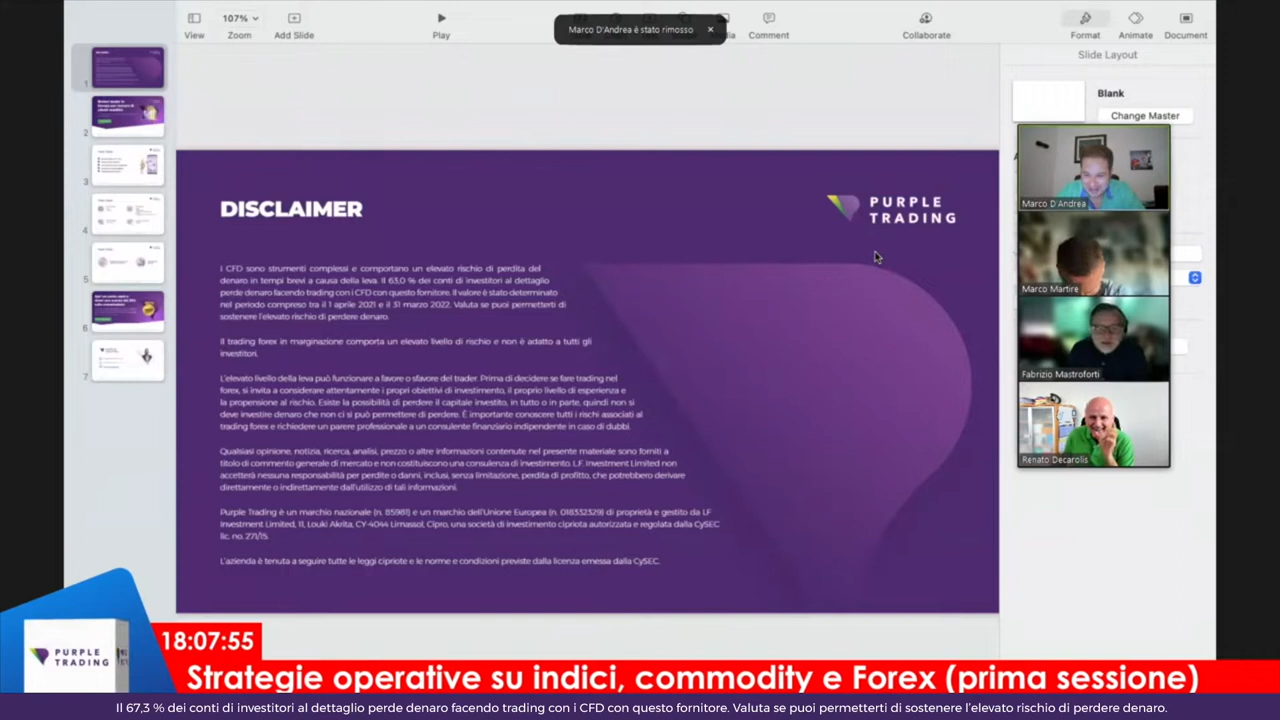 107%
View
Zoom
Add Slide
Play
Comment
Collaborate
Format
Animate
Document
Marco D'Andrea è stato rimosso
Slide Layout
Blank
Change Master
1
2
3
4
5
6
7
DISCLAIMER
PURPLE
TRADING
I CFD sono strumenti complessi e comportano un elevato rischio di perdita del
denaro in tempi brevi a causa della leva. Il 63,0 % dei conti di investitori al dettaglio
perde denaro facendo trading con i CFD con questo fornitore. Il valore è stato determinato
nel periodo compreso tra il 1 aprile 2021 e il 31 marzo 2022. Valuta se puoi permetterti di
sostenere l'elevato rischio di perdere denaro.
Il trading forex in marginazione comporta un elevato livello di rischio e non è adatto a tutti gli
investitori.
L'elevato livello della leva può funzionare a favore o sfavore del trader. Prima di decidere se fare trading nel
forex, si invita a considerare attentamente i propri obiettivi di investimento, il proprio livello di esperienza e
la propensione al rischio. Esiste la possibilità di perdere il capitale investito, in tutto o in parte, quindi non si
deve investire denaro che non ci si può permettere di perdere. È importante conoscere tutti i rischi associati al
trading forex e richiedere un parere professionale a un consulente finanziario indipendente in caso di dubbi.
Qualsiasi opinione, notizia, ricerca, analisi, prezzo o altre informazioni contenute nel presente materiale sono forniti a
titolo di commento generale di mercato e non costituiscono una consulenza di investimento. L.F. Investment Limited non
accetterà nessuna responsabilità per perdite o danni, inclusi, senza limitazione, perdita di profitto, che potrebbero derivare
direttamente o indirettamente dall'utilizzo di tali informazioni.
Purple Trading è un marchio nazionale (n. 85981) e un marchio dell'Unione Europea (n. 018332329) di proprietà e gestito da LF
Investment Limited, 11, Louki Akrita, CY-4044 Limassol, Cipro, una società di investimento cipriota autorizzata e regolata dalla CySEC
lic. no. 271/15.
L'azienda è tenuta a seguire tutte le leggi cipriote e le norme e condizioni previste dalla licenza emessa dalla CySEC.
Marco D'Andrea
Marco Martire
Fabrizio Mastroforti
Renato Decarolis
PURPLE
TRADING
18:07:55
Strategie operative su indici, commodity e Forex (prima sessione)
Il 67,3 % dei conti di investitori al dettaglio perde denaro facendo trading con i CFD con questo fornitore. Valuta se puoi permetterti di sostenere l'elevato rischio di perdere denaro.